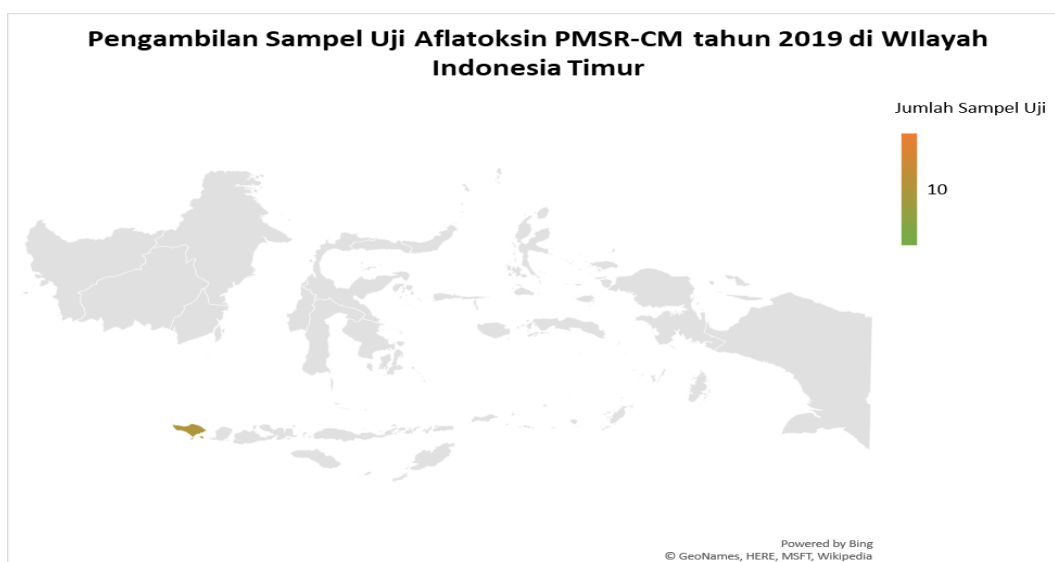 Pengambilan Sampel Uji Aflatoksin PMSR-CM tahun 2019 di WIlayah
Indonesia Timur
Jumlah Sampel Uji
10
Powered by Bing
© GeoNames, HERE, MSFT, Wikipedia